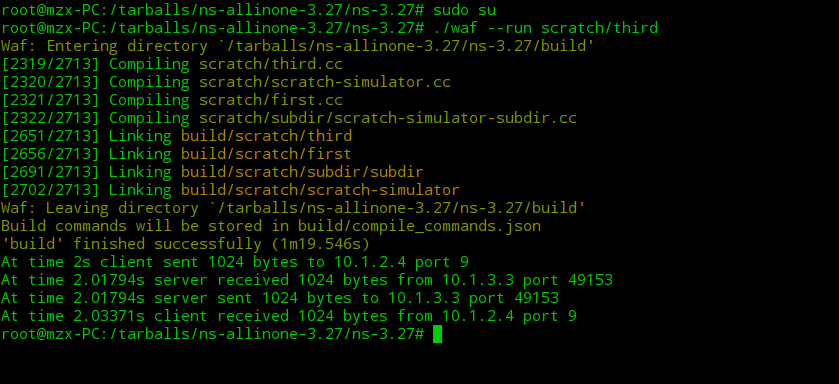 root@mzx-PC:/tarballs/ns-allinone-3.27/ns-3.27# sudo su
root@mzx-PC:/tarballs/ns-allinone-3.27/ns-3.27# ./waf --run scratch/third
Waf: Entering directory `/tarballs/ns-allinone-3.27/ns-3.27/build'
[2319/2713] Compiling scratch/third.cc
[2320/2713] Compiling scratch/scratch-simulator.cc
[2321/2713] Compiling scratch/first.cc
[2322/2713] Compiling scratch/subdir/scratch-simulator-subdir.cc
[2651/2713] Linking build/scratch/third
[2656/2713] Linking build/scratch/first
[2691/2713] Linking build/scratch/subdir/subdir
[2702/2713] Linking build/scratch/scratch-simulator
Waf: Leaving directory `/tarballs/ns-allinone-3.27/ns-3.27/build'
Build commands will be stored in build/compile_commands.json
'build' finished successfully (1m19.546s)
At time 2s client sent 1024 bytes to 10.1.2.4 port 9
At time 2.01794s server received 1024 bytes from 10.1.3.3 port 49153
At time 2.01794s server sent 1024 bytes to 10.1.3.3 port 49153
At time 2.03371s client received 1024 bytes from 10.1.2.4 port 9
root@mzx-PC:/tarballs/ns-allinone-3.27/ns-3.27#